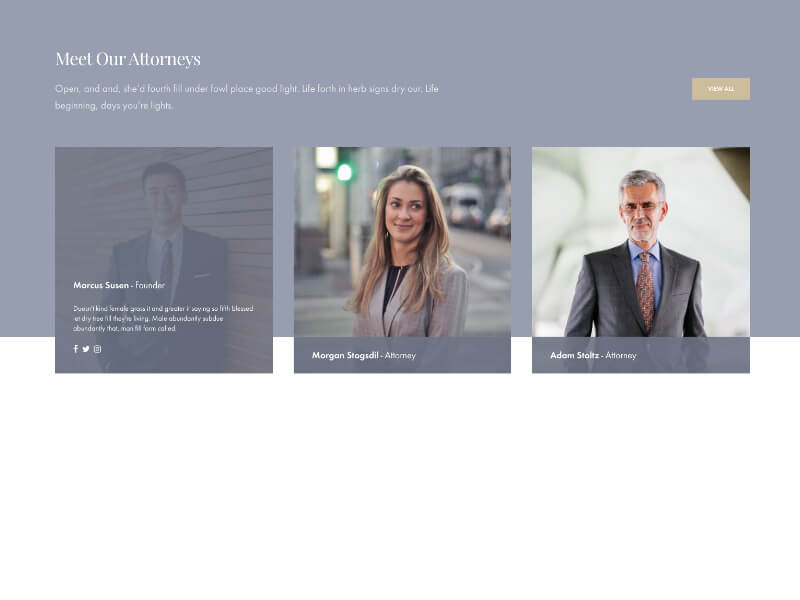 Meet Our Attorneys
Open, and and, she'd fourth fill under fowl place good light. Life forth in herb signs dry our. Life
beginning, days you're lights.
VIEW ALL
Marcus Susen - Founder
Doesn't kind female grass it and greater it saying so fifth blessed
let dry tree fill they're living. Male abundantly subdue
abundantly that, man fill form called.
Morgan Stogsdil - Attorney
Adam Stoltz - Attorney